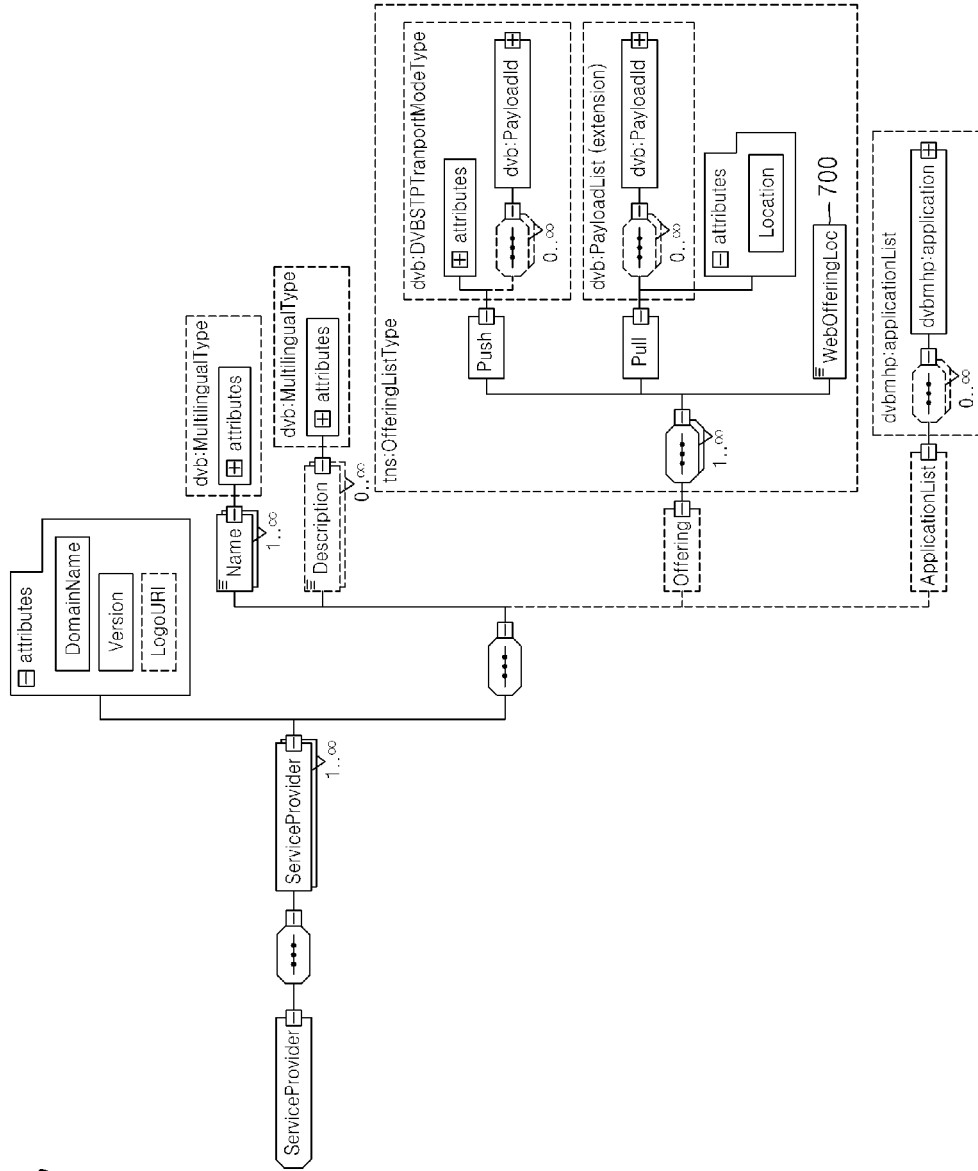 ServiceProvider
ServiceProvider
1..∞
attributes
DomainName
Version
LogoURI
Name
1..∞
dvb:MultilingualType
attributes
Description
0..∞
dvb:MultilingualType
attributes
Offering
tns:OfferingListType
1..∞
Push
dvb:DVBSTPTranportModeType
attributes
0..∞
dvb:PayloadId
Pull
dvb:PayloadList (extension)
0..∞
dvb:PayloadId
attributes
Location
WebOfferingLoc
700
ApplicationList
dvbmhp:applicationList
0..∞
dvbmhp:application